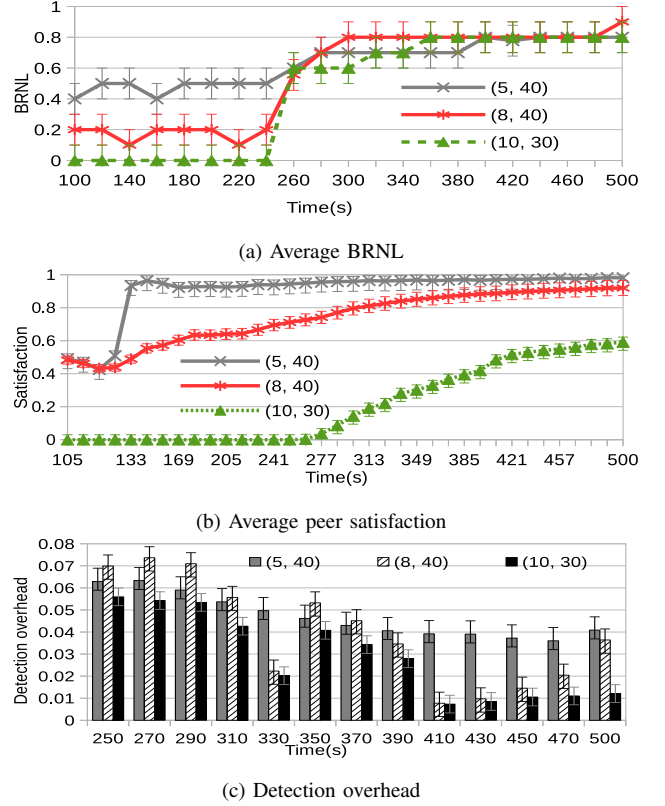 1
0.8
0.6
0.4
0.2
0
BRNL
(5, 40)
(8, 40)
(10, 30)
100 140 180 220 260 300 340 380 420 460 500
Time(s)
(a) Average BRNL
1
0.8
0.6
0.4
0.2
0
Satisfaction
(5, 40)
(8, 40)
(10, 30)
105 133 169 205 241 277 313 349 385 421 457 500
Time(s)
(b) Average peer satisfaction
0.08
0.07
0.06
0.05
0.04
0.03
0.02
0.01
0
Detection overhead
(5, 40) (8, 40) (10, 30)
250 270 290 310 330 350 370 390 410 430 450 470 500
Time(s)
(c) Detection overhead